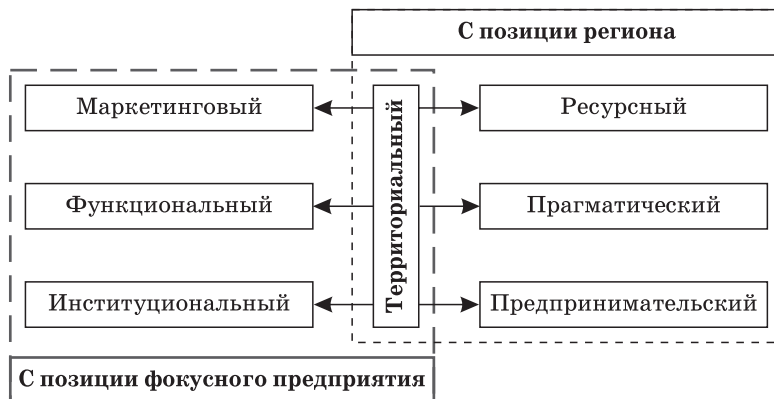 С позиции региона
Маркетинговый
Ресурсный
Территориальный
Функциональный
Прагматический
Институциональный
Предпринимательский
С позиции фокусного предприятия